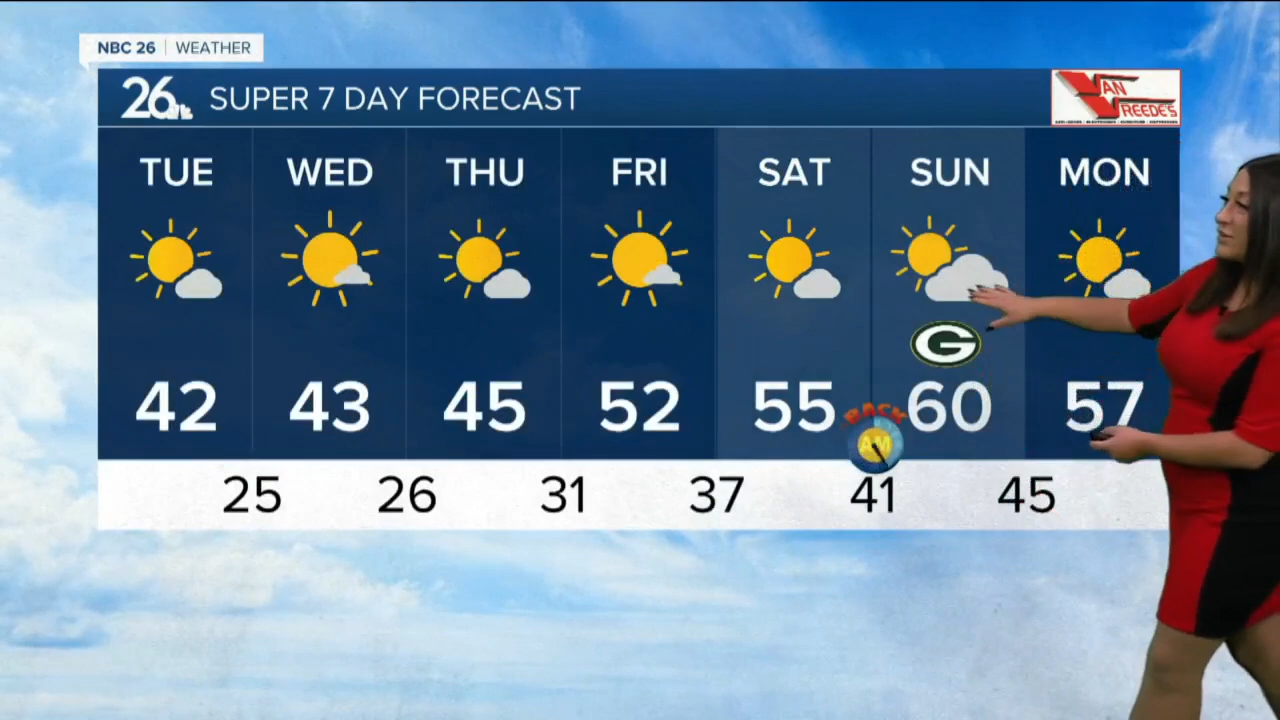 NBC 26 | WEATHER
26 SUPER 7 DAY FORECAST
VAN VREEDE'S
TUE WED THU FRI SAT SUN MON
G
42 43 45 52 55 60 57
BACK
AM
25 26 31 37 41 45